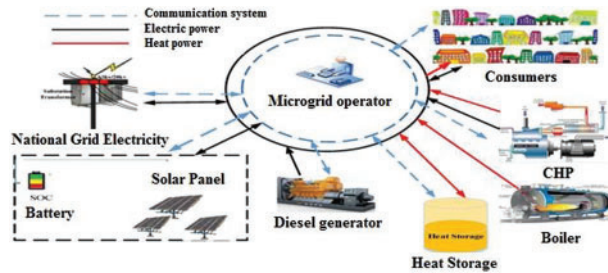 Communication system
Electric power
Heat power
Consumers
Microgrid operator
National Grid Electricity
CHP
Solar Panel
SOC
Battery
Diesel generator
Boiler
Heat Storage
Heat Storage